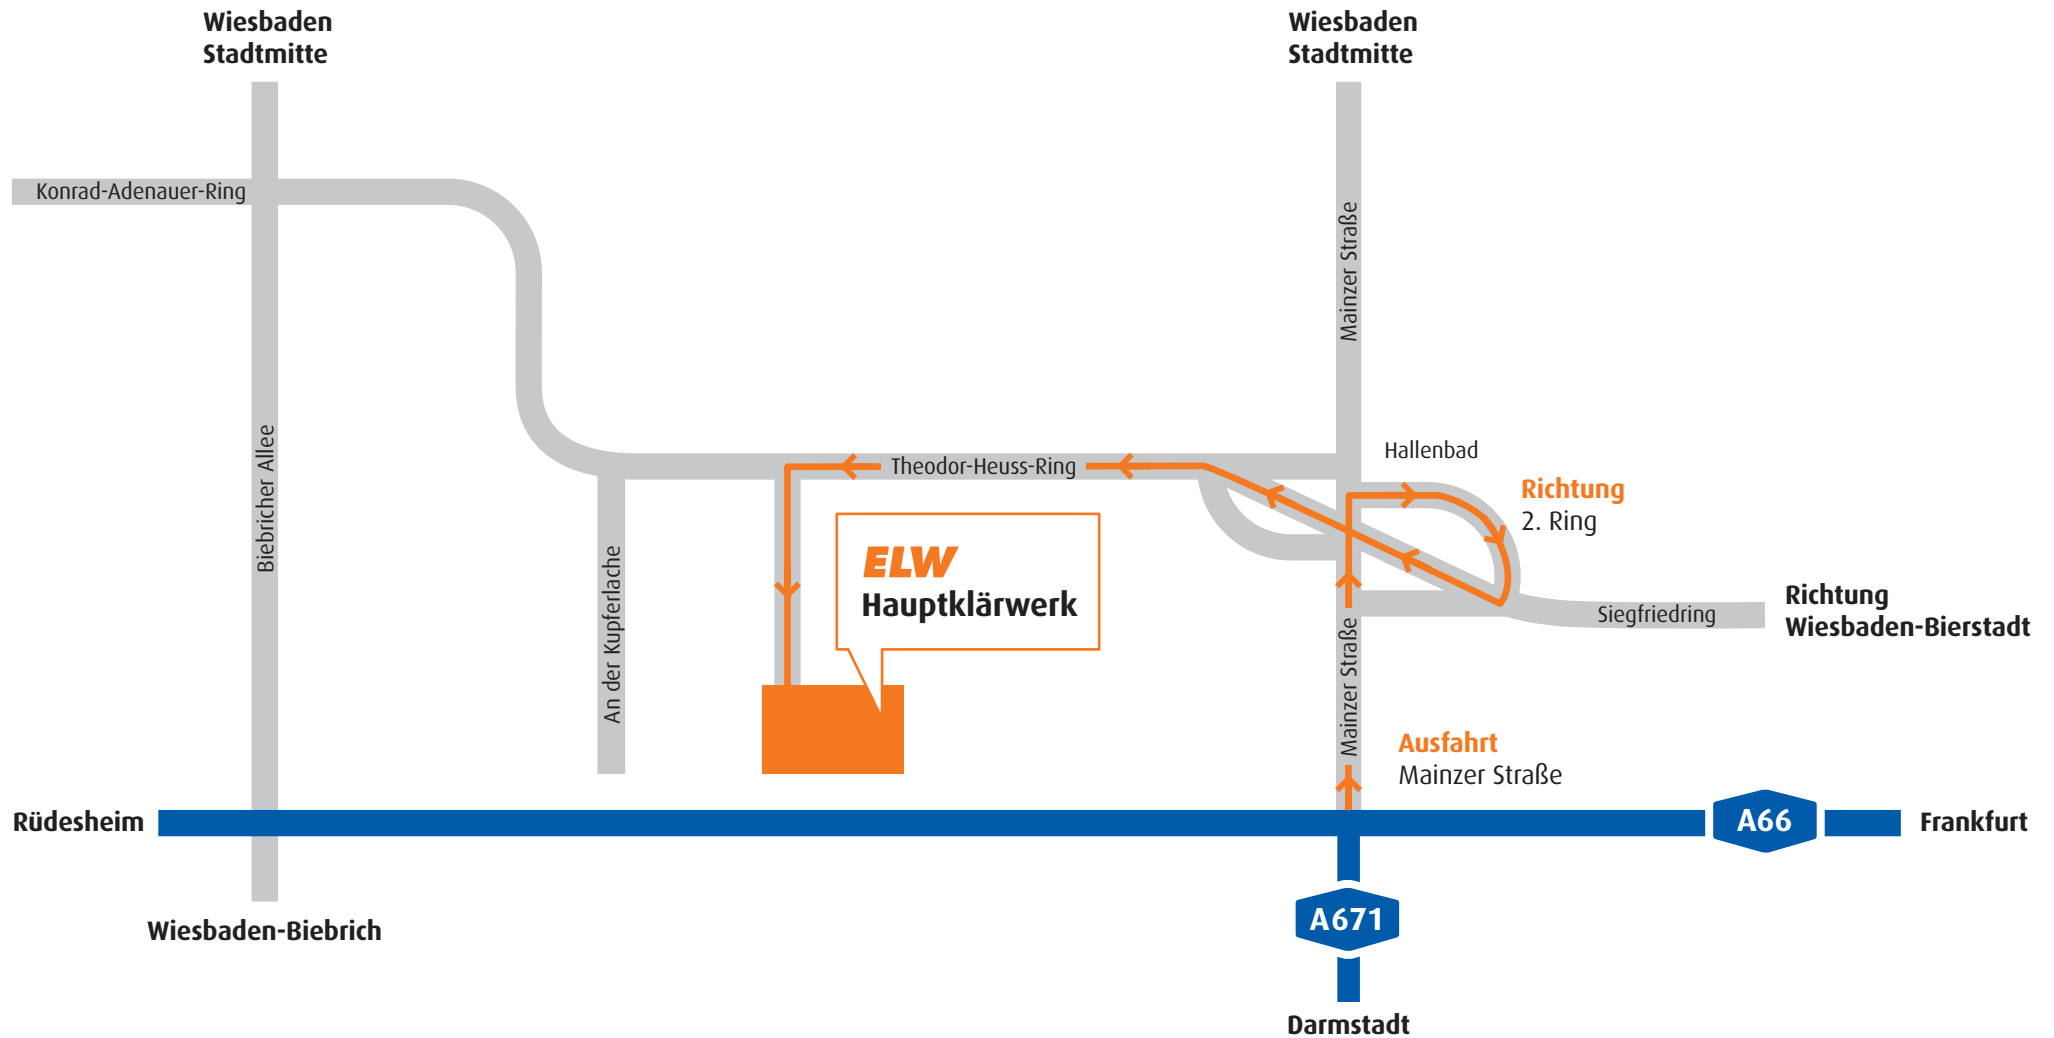 Wiesbaden
Stadtmitte
Wiesbaden
Stadtmitte
Konrad-Adenauer-Ring
Mainzer Straße
Biebricher Allee
Hallenbad
Theodor-Heuss-Ring
Richtung
2. Ring
An der Kupferlache
ELW
Hauptklärwerk
Siegfriedring
Richtung
Wiesbaden-Bierstadt
Mainzer Straße
Ausfahrt
Mainzer Straße
Rüdesheim
A66
Frankfurt
Wiesbaden-Biebrich
A671
Darmstadt